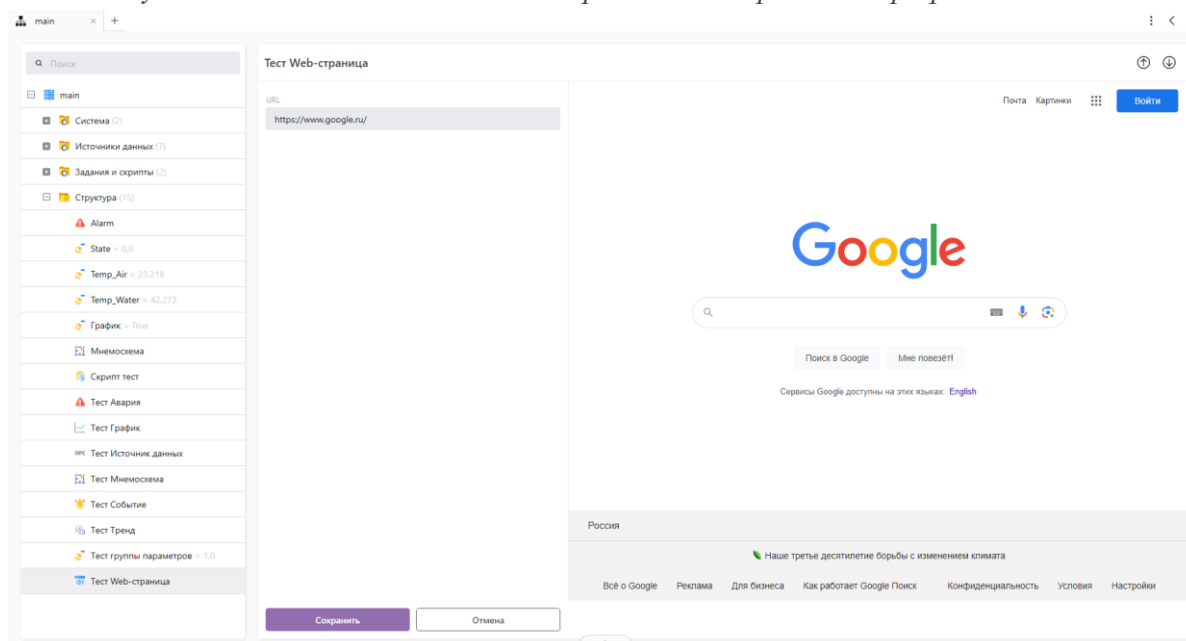 main × +
Поиск
main
Система (2)
Источники данных (7)
Задания и скрипты (2)
Структура (15)
Alarm
State = 0,0
Temp_Air = 23,218
Temp_Water = 42,273
График = True
Мнемосхема
Скрипт тест
Тест Авария
Тест График
OPC Тест Источник данных
Тест Мнемосхема
Тест Событие
Тест Тренд
Тест группы параметров = 1,0
Тест Web-страница
Тест Web-страница
URL
https://www.google.ru/
Сохранить Отмена
Почта Картинки Войти
Google
Поиск в Google Мне повезёт!
Сервисы Google доступны на этих языках: English
Россия
Наше третье десятилетие борьбы с изменением климата
Всё о Google Реклама Для бизнеса Как работает Google Поиск Конфиденциальность Условия Настройки